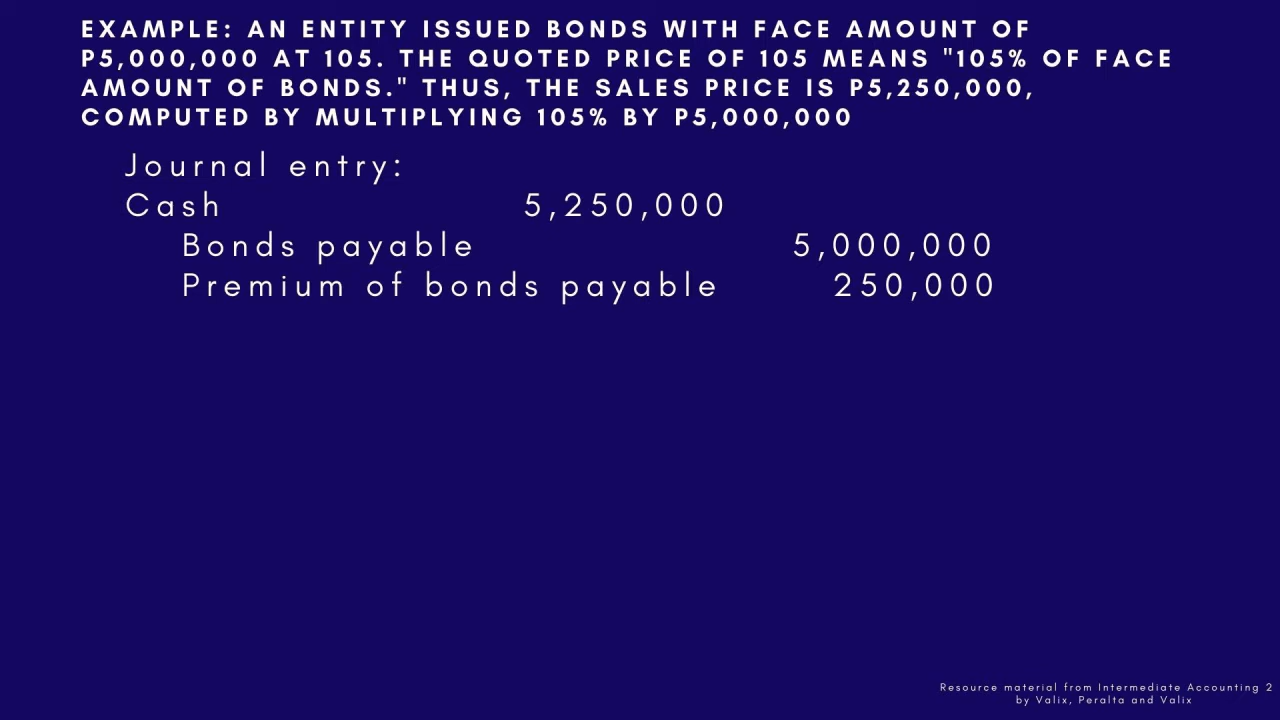 EXAMPLE: AN ENTITY ISSUED BONDS WITH FACE AMOUNT OF
P5,000,000 AT 105. THE QUOTED PRICE OF 105 MEANS "105% OF FACE
AMOUNT OF BONDS." THUS, THE SALES PRICE IS P5,250,000,
COMPUTED BY MULTIPLYING 105% BY P5,000,000
Journal entry:
Cash 5,250,000
Bonds payable 5,000,000
Premium of bonds payable 250,000
Resource material from Intermediate Accounting 2
by Valix, Peralta and Valix